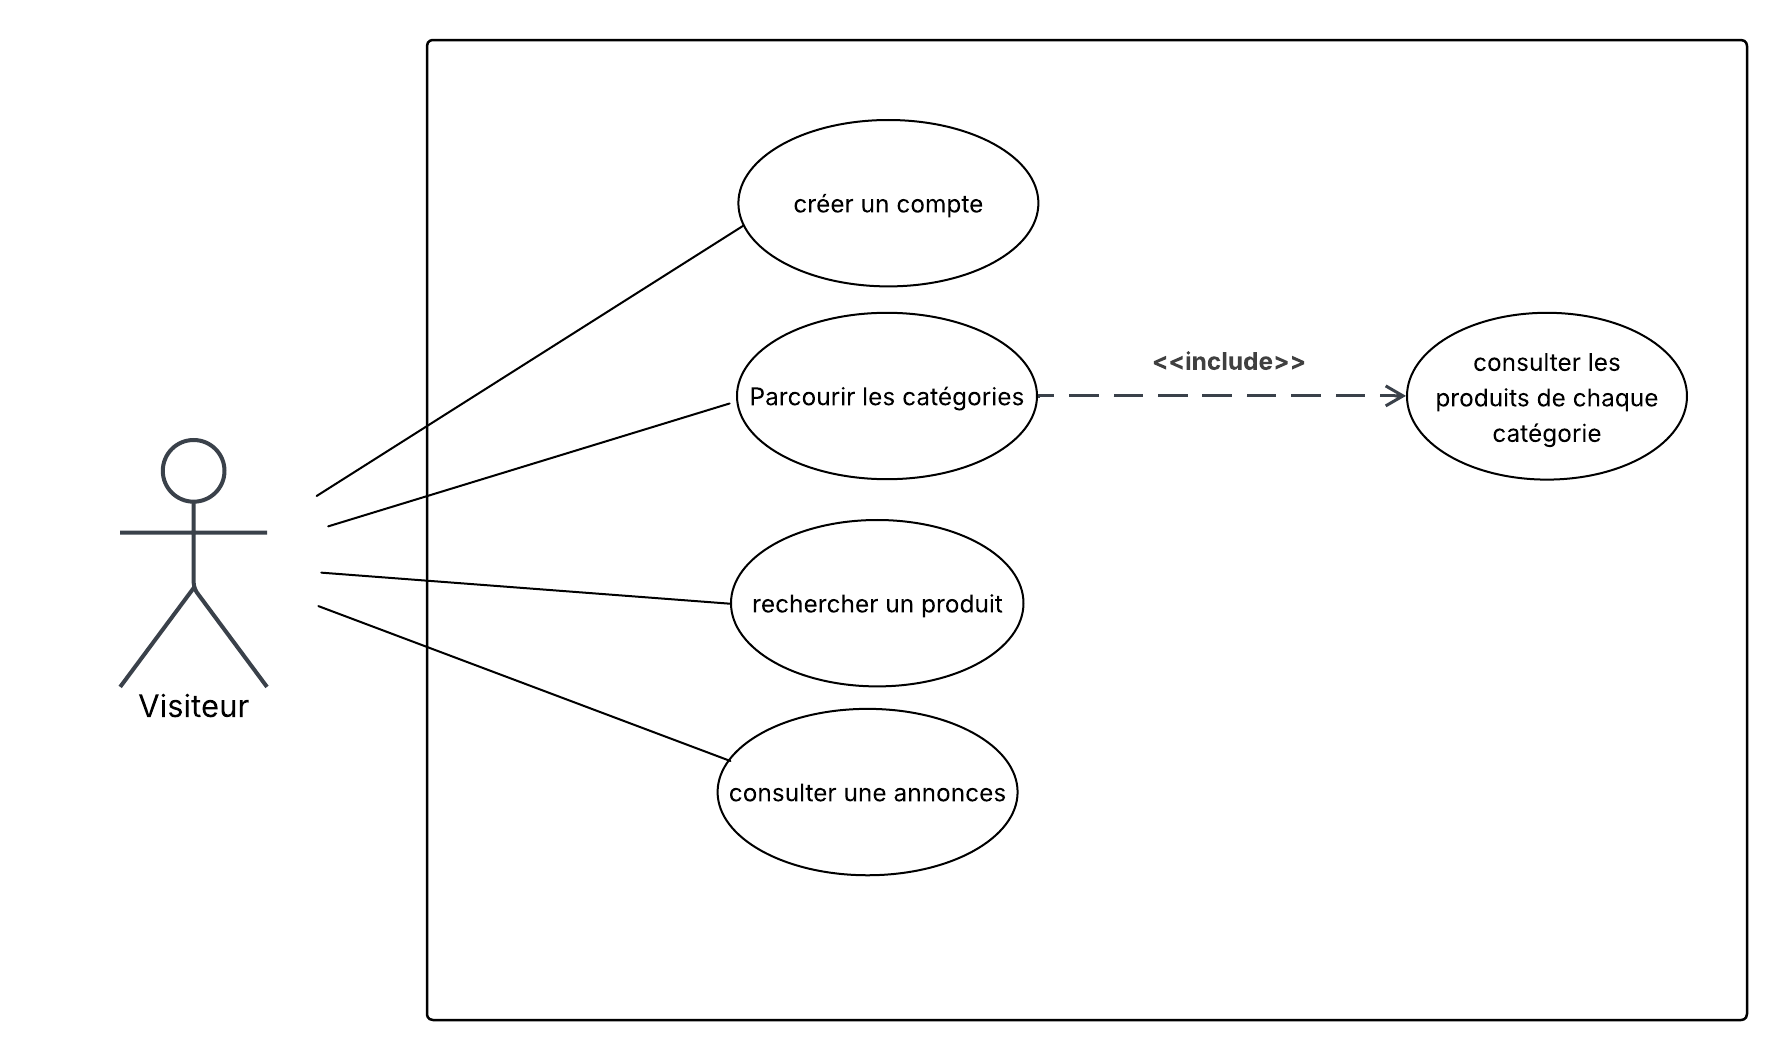 créer un compte
Parcourir les catégories
<<include>>
consulter les
produits de chaque
catégorie
rechercher un produit
Visiteur
consulter une annonces